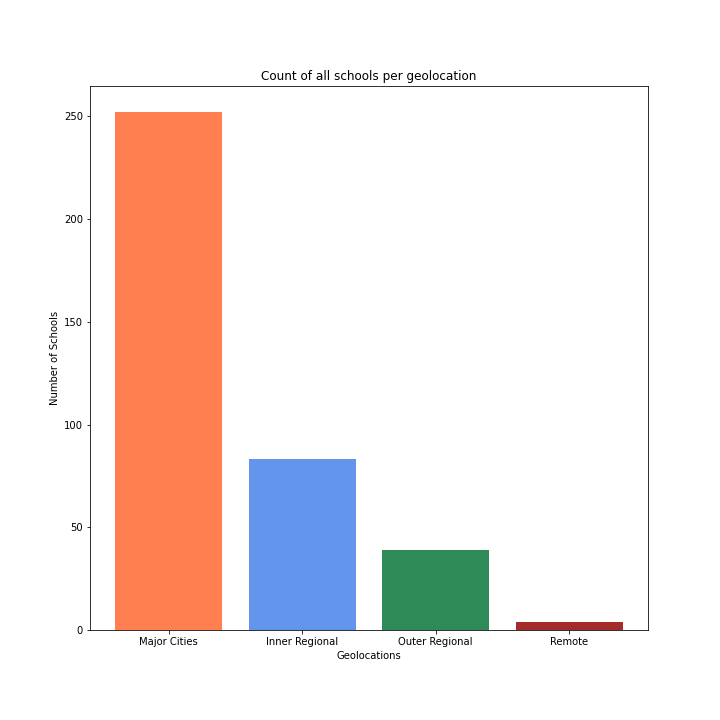 Count of all schools per geolocation
250
200
150
100
50
0
Number of Schools
Major Cities
Inner Regional
Outer Regional
Remote
Geolocations